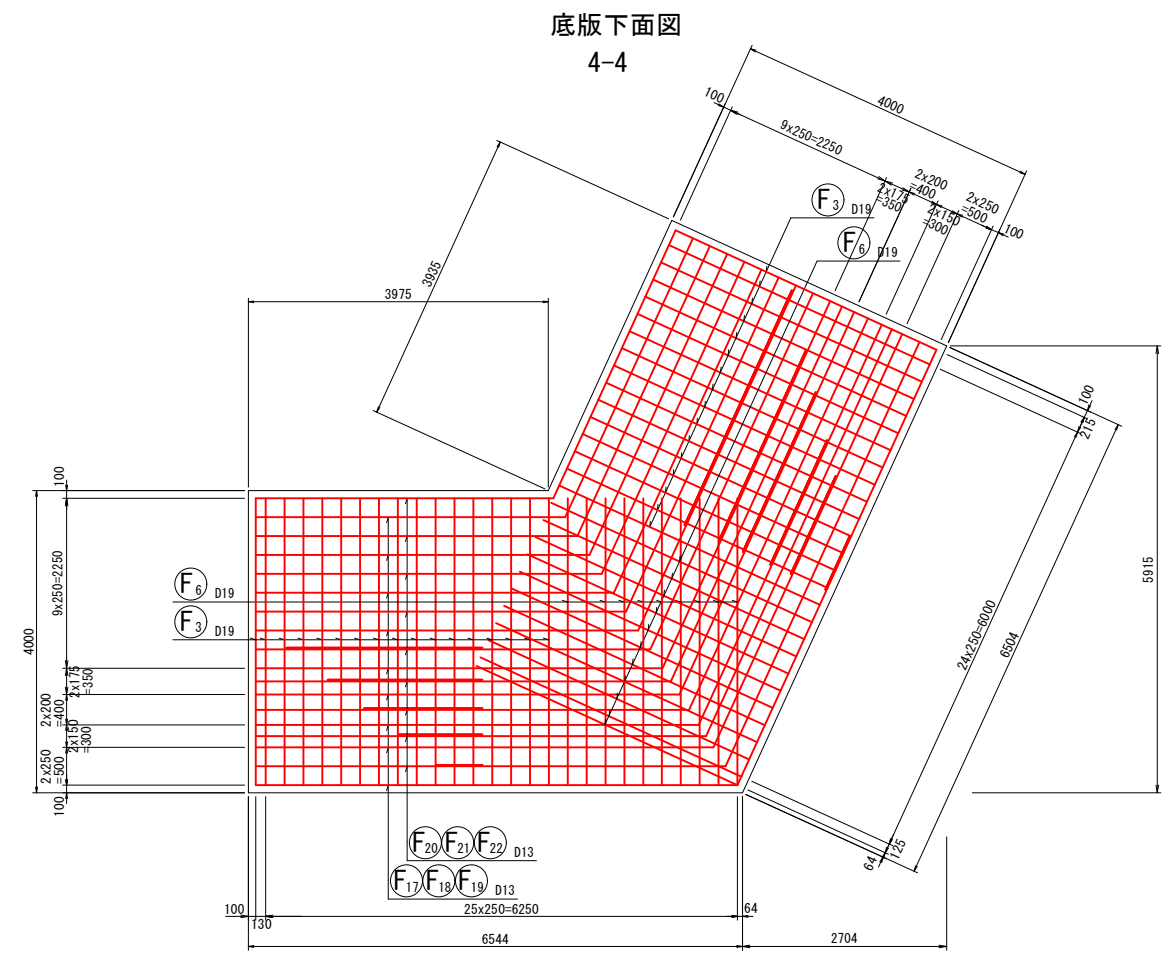 底版下面図
4-4
100
4000
9x250=2250
2x175
=350
2x200
=400
2x150
=300
2x250
=500
100
F3 D19
F6 D19
3935
3975
100
215
100
9x250=2250
4000
2x175
=350
2x200
=400
2x150
=300
2x250
=500
100
F6 D19
F3 D19
5915
24x250=6000
6504
125
64
F20 F21 F22 D13
F17 F18 F19 D13
100
130
25x250=6250
64
6544
2704